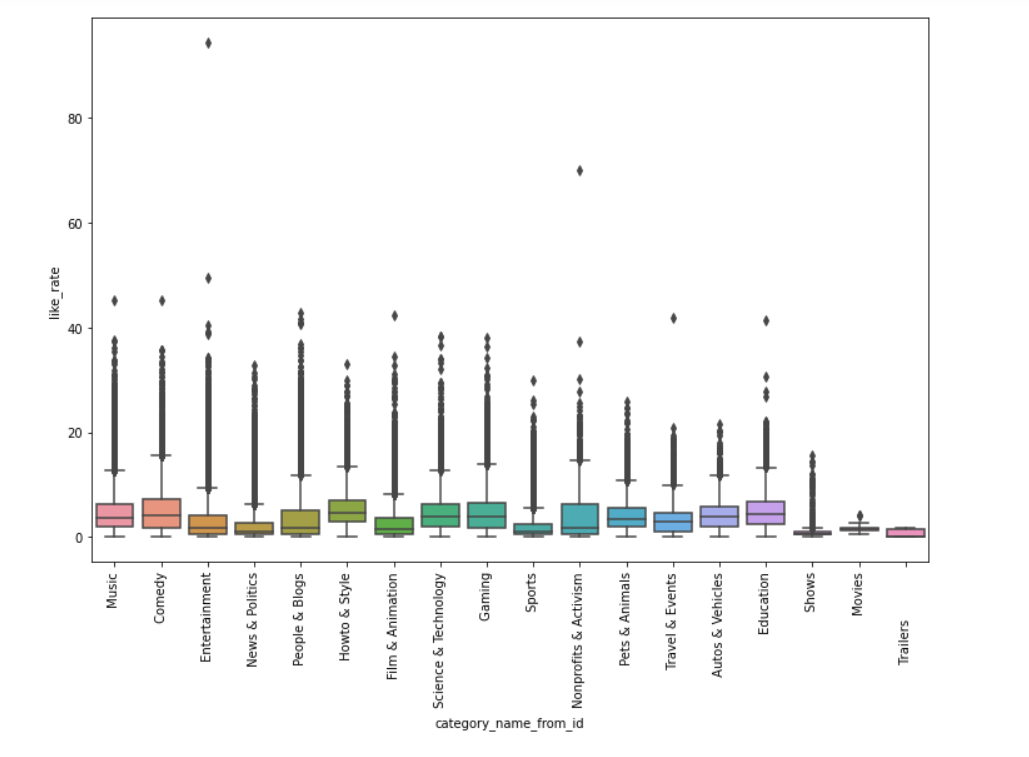 like_rate
80
60
40
20
0
Music
Comedy
Entertainment
News & Politics
People & Blogs
Howto & Style
Film & Animation
Science & Technology
Gaming
Sports
Nonprofits & Activism
Pets & Animals
Travel & Events
Autos & Vehicles
Education
Shows
Movies
Trailers
category_name_from_id